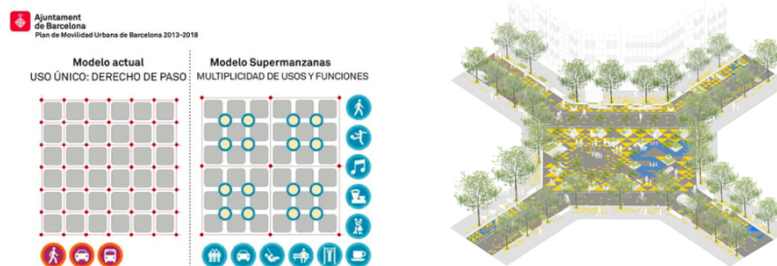 Ajuntament
de Barcelona
Plan de Movilidad Urbana de Barcelona 2013-2018
Modelo actual
USO ÚNICO: DERECHO DE PASO
Modelo Supermanzanas
MULTIPLICIDAD DE USOS Y FUNCIONES